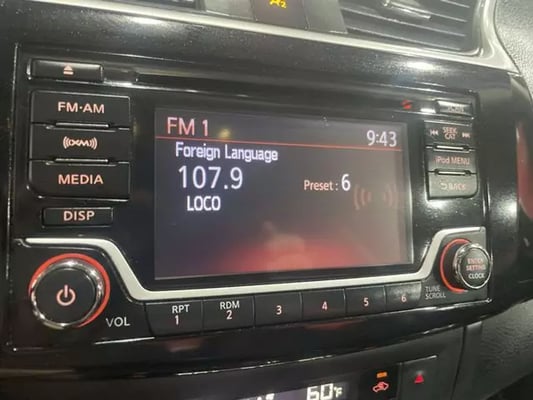 FM·AM
XM
MEDIA
DISP
FM 1
9:43
Foreign Language
107.9
Preset : 6
LOCO
SEEK
CAT
iPod MENU
BACK
ENTER
SETTING
CLOCK
TUNE
SCROLL
VOL
RPT
1
RDM
2
3
4
5
6
60°F